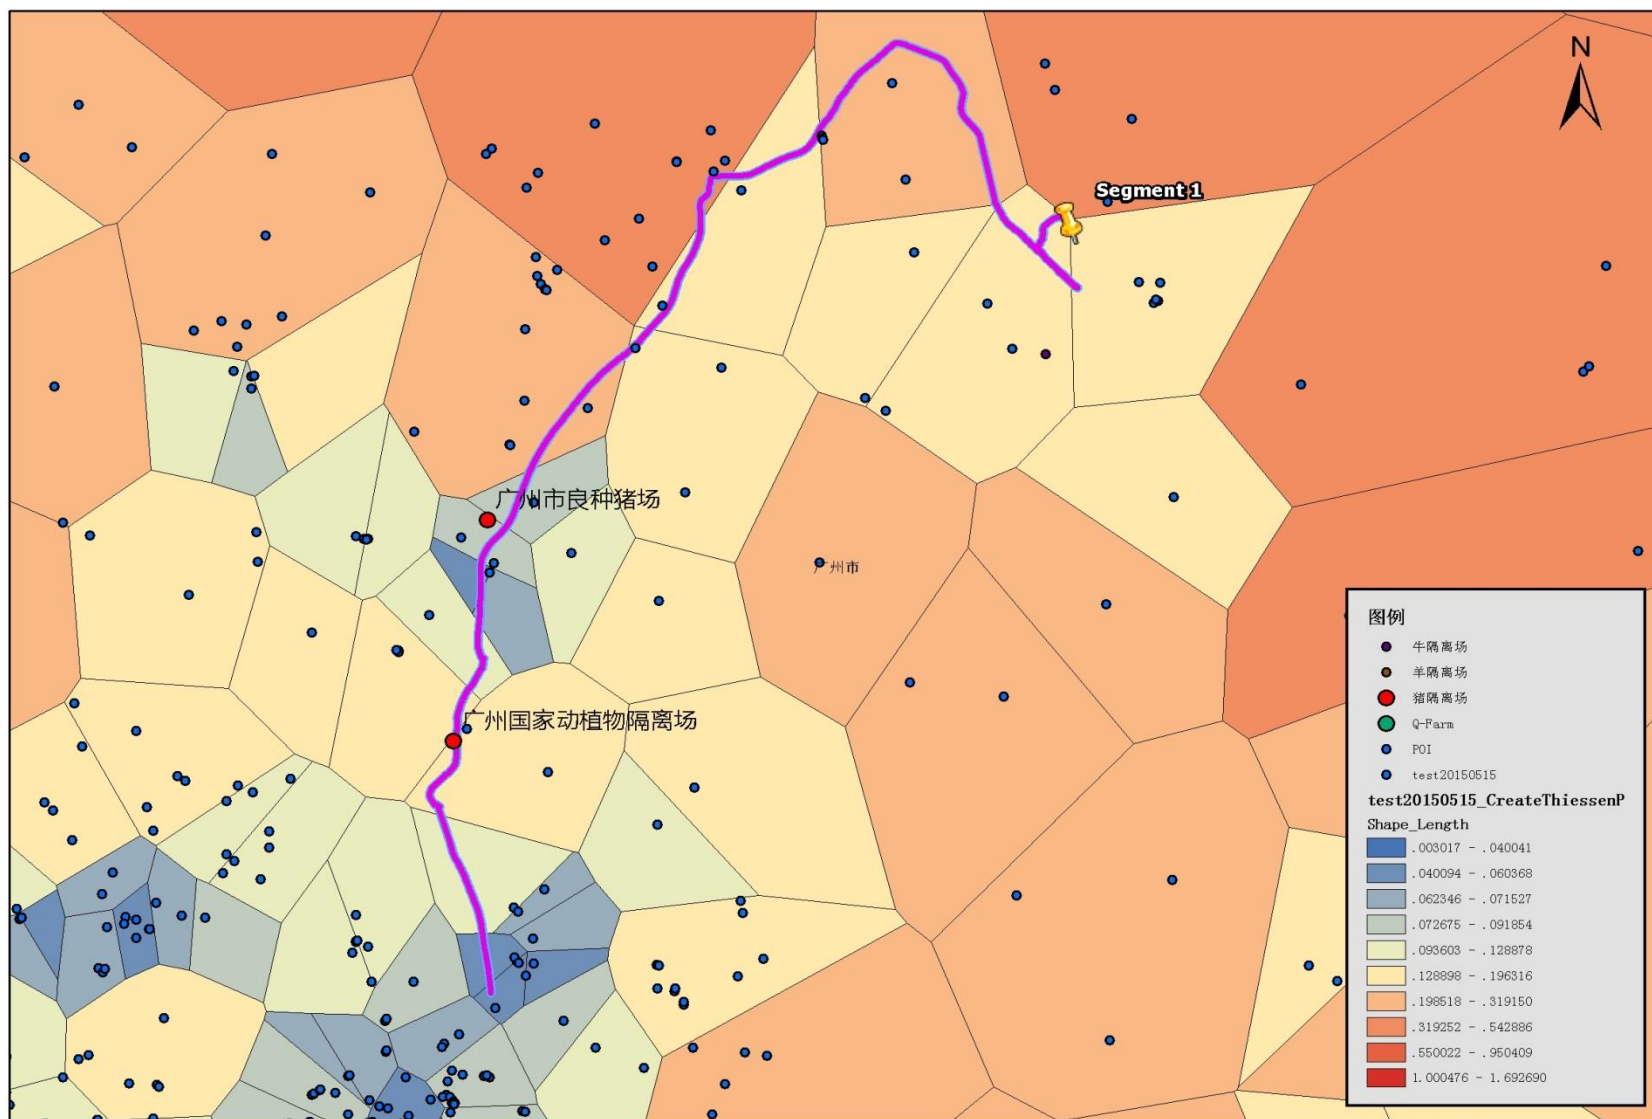 N
Segment 1
广州市良种猪场
广州市
广州国家动植物隔离场
图例
牛隔离场
羊隔离场
猪隔离场
Q-Farm
POI
test20150515
test20150515_CreateThiessenP
Shape_Length
.003017 - .040041
.040094 - .060368
.062346 - .071527
.072675 - .091854
.093603 - .128878
.128898 - .196316
.198518 - .319150
.319252 - .542886
.550022 - .950409
1.000476 - 1.692690